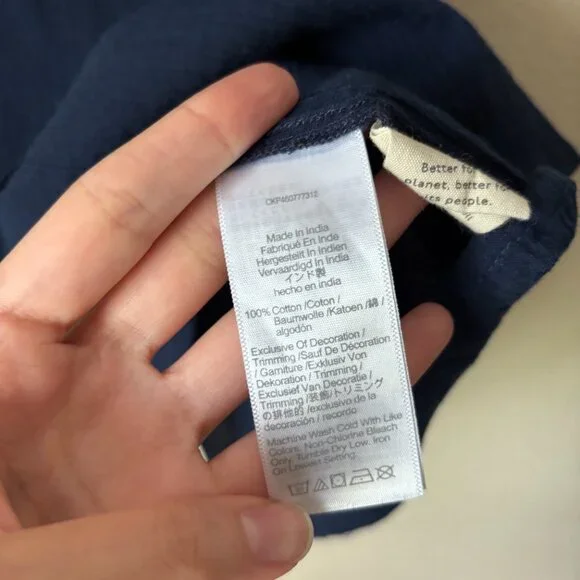 CKP460777312
Made In India
Fabriqué En Inde
Hergestellt In Indien
Vervaardigd In India
インド製
hecho en india
100% Cotton /Coton /
Baumwolle /Katoen /綿 /
algodón
Exclusive Of Decoration/
Trimming /Sauf De Décoration
/ Garniture /Exklusiv Von
Dekoration / Trimming /
Exclusief Van Decoratie /
Trimming /装飾/トリミング
の排他的 /exclusivo de la
decoración / recordo
Machine Wash Cold With Like
Colors. Non-Chlorine Bleach
Only. Tumble Dry Low. Iron
On Lowest Setting.
Better for
planet, better for
its people.